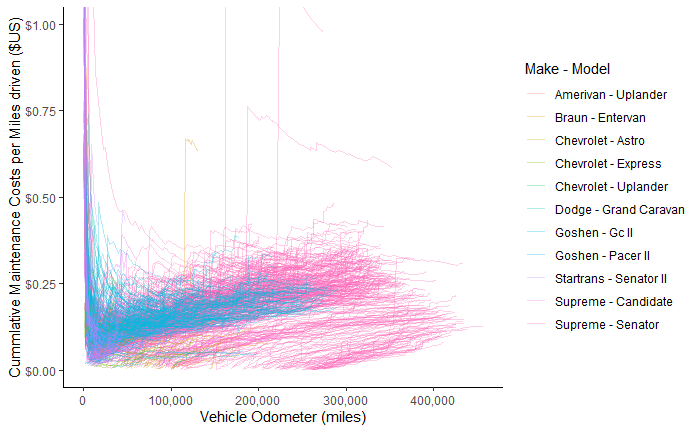 Cummlative Maintenance Costs per Miles driven ($US)
$1.00
$0.75
$0.50
$0.25
$0.00
0
100,000
200,000
300,000
400,000
Vehicle Odometer (miles)
Make - Model
Amerivan - Uplander
Braun - Entervan
Chevrolet - Astro
Chevrolet - Express
Chevrolet - Uplander
Dodge - Grand Caravan
Goshen - Gc II
Goshen - Pacer II
Startrans - Senator II
Supreme - Candidate
Supreme - Senator